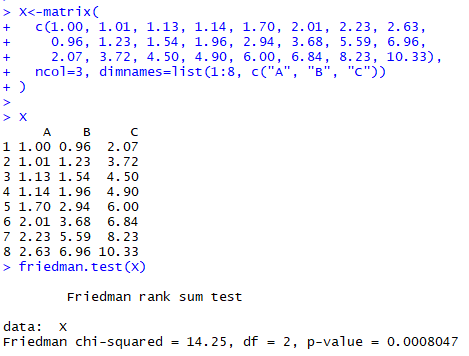 > X<-matrix(
+   c(1.00, 1.01, 1.13, 1.14, 1.70, 2.01, 2.23, 2.63,
+     0.96, 1.23, 1.54, 1.96, 2.94, 3.68, 5.59, 6.96,
+     2.07, 3.72, 4.50, 4.90, 6.00, 6.84, 8.23, 10.33),
+   ncol=3, dimnames=list(1:8, c("A", "B", "C"))
+ )
>
> X
     A    B     C
1 1.00 0.96  2.07
2 1.01 1.23  3.72
3 1.13 1.54  4.50
4 1.14 1.96  4.90
5 1.70 2.94  6.00
6 2.01 3.68  6.84
7 2.23 5.59  8.23
8 2.63 6.96 10.33
> friedman.test(X)
        Friedman rank sum test
data:  X
Friedman chi-squared = 14.25, df = 2, p-value = 0.0008047